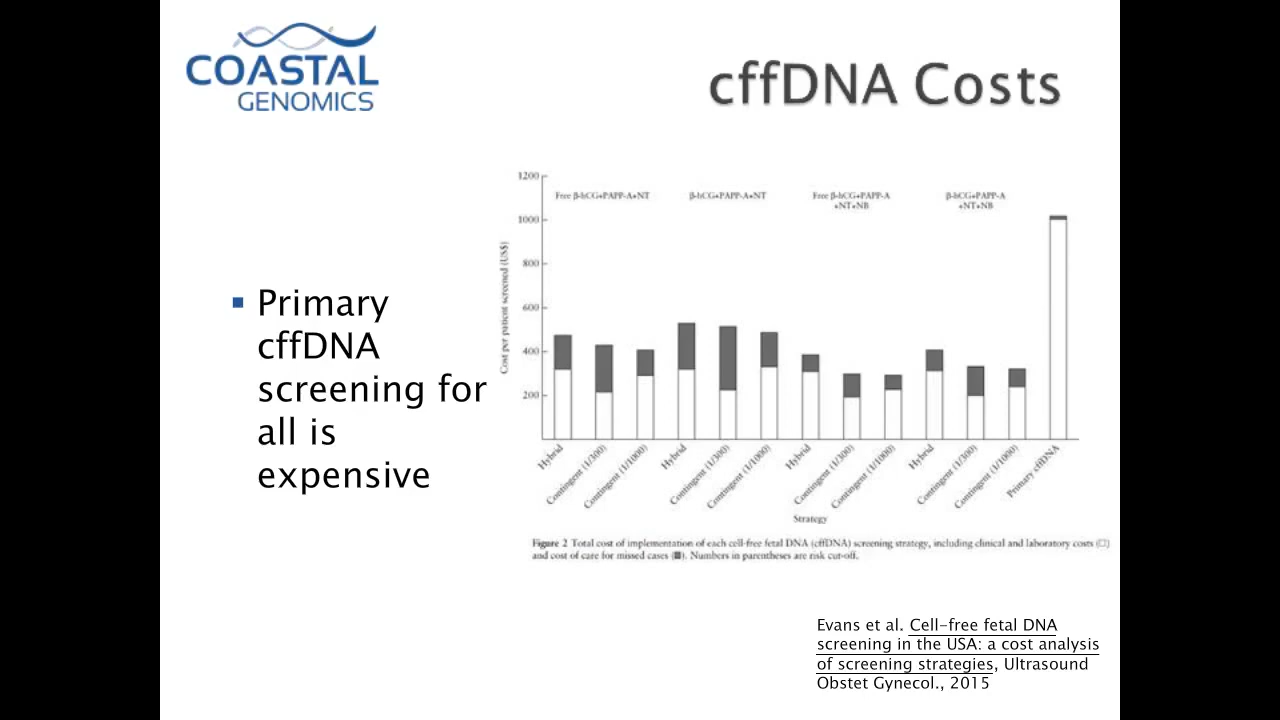 COASTAL
GENOMICS
cffDNA Costs
Primary
cffDNA
screening for
all is
expensive
1200
1000
800
600
400
200
Cost per patient screened (US$)
Free β-hCG+PAPP-A+NT
β-hCG+PAPP-A+NT
Free β-hCG+PAPP-A
+NT+NB
β-hCG+PAPP-A
+NT+NB
Hybrid
Contingent (1/300)
Contingent (1/1000)
Hybrid
Contingent (1/300)
Contingent (1/1000)
Hybrid
Contingent (1/300)
Contingent (1/1000)
Hybrid
Contingent (1/300)
Contingent (1/1000)
Primary cffDNA
Strategy
Figure 2 Total cost of implementation of each cell-free fetal DNA (cffDNA) screening strategy, including clinical and laboratory costs (□)
and cost of care for missed cases (■). Numbers in parentheses are risk cut-off.
Evans et al. Cell-free fetal DNA
screening in the USA: a cost analysis
of screening strategies, Ultrasound
Obstet Gynecol., 2015